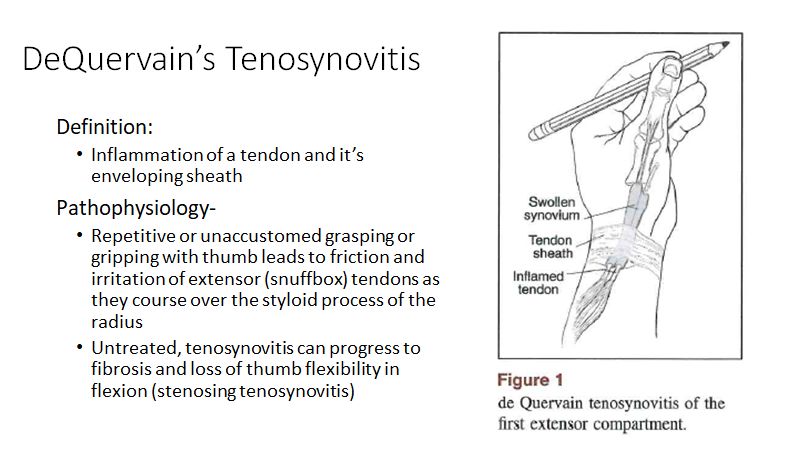 DeQuervain’s Tenosynovitis
Definition:
• Inflammation of a tendon and it’s
enveloping sheath
Pathophysiology-
• Repetitive or unaccustomed grasping or
gripping with thumb leads to friction and
irritation of extensor (snuffbox) tendons as
they course over the styloid process of the
radius
• Untreated, tenosynovitis can progress to
fibrosis and loss of thumb flexibility in
flexion (stenosing tenosynovitis)
Swollen
synovium
Tendon
sheath
Inflamed
tendon
Figure 1
de Quervain tenosynovitis of the
first extensor compartment.